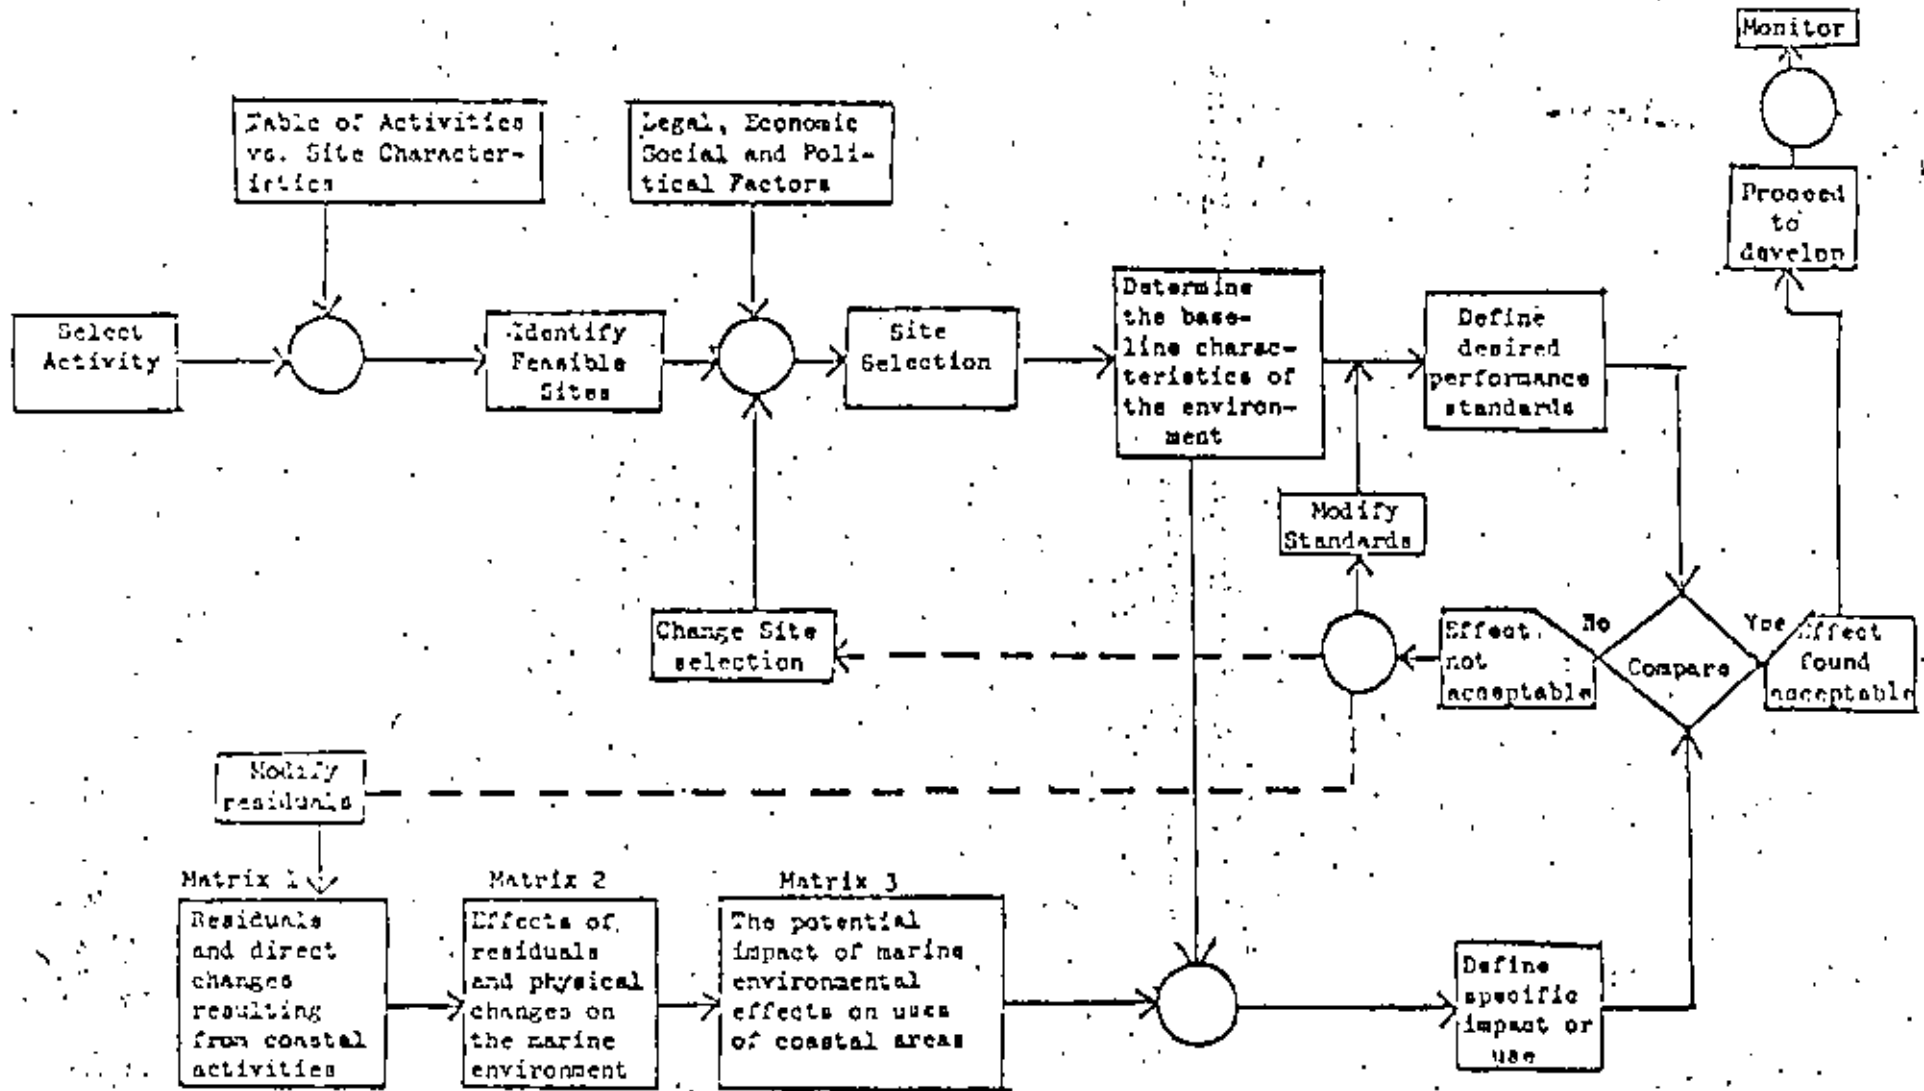 Monitor
Table of Activities
vs. Site Character-
istics
Legal, Economic
Social and Poli-
tical Factors
Proceed
to
develop
Select
Activity
Identify
Feasible
Sites
Site
Selection
Determine
the base-
line charac-
teristics of
the environ-
ment
Define
desired
performance
standards
Modify
Standards
Change Site
selection
Effect
not
acceptable
No
Compare
Yes
Effect
found
acceptable
Modify
residuals
Matrix 1
Residuals
and direct
changes
resulting
from coastal
activities
Matrix 2
Effects of
residuals
and physical
changes on
the marine
environment
Matrix 3
The potential
impact of marine
environmental
effects on uses
of coastal areas
Define
specific
impact or
use